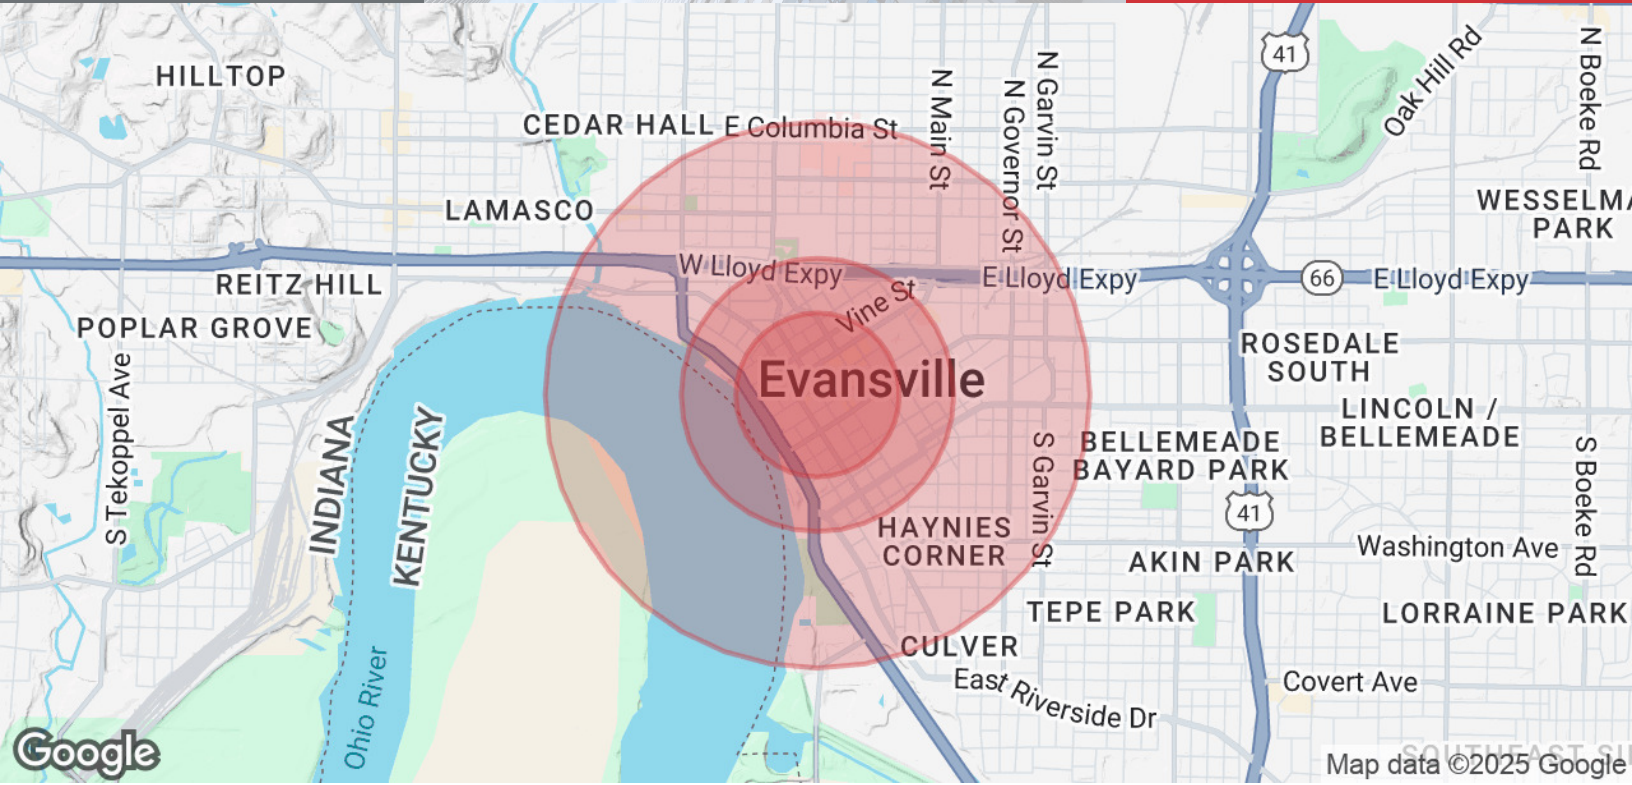 HILLTOP
CEDAR HALL
E Columbia St
N Main St
N Governor St
N Garvin St
41
Oak Hill Rd
N Boeke Rd
LAMASCO
WESSELMA
PARK
REITZ HILL
W Lloyd Expy
E Lloyd Expy
66
E Lloyd Expy
POPLAR GROVE
Vine St
S Tekoppel Ave
Evansville
ROSEDALE
SOUTH
INDIANA
KENTUCKY
LINCOLN /
BELLEMEADE
BELLEMEADE
BAYARD PARK
S Garvin St
S Boeke Rd
41
HAYNIES
CORNER
AKIN PARK
Washington Ave
TEPE PARK
LORRAINE PARK
CULVER
Ohio River
East Riverside Dr
Covert Ave
Google
SOUTHEAST SI
Map data ©2025 Google